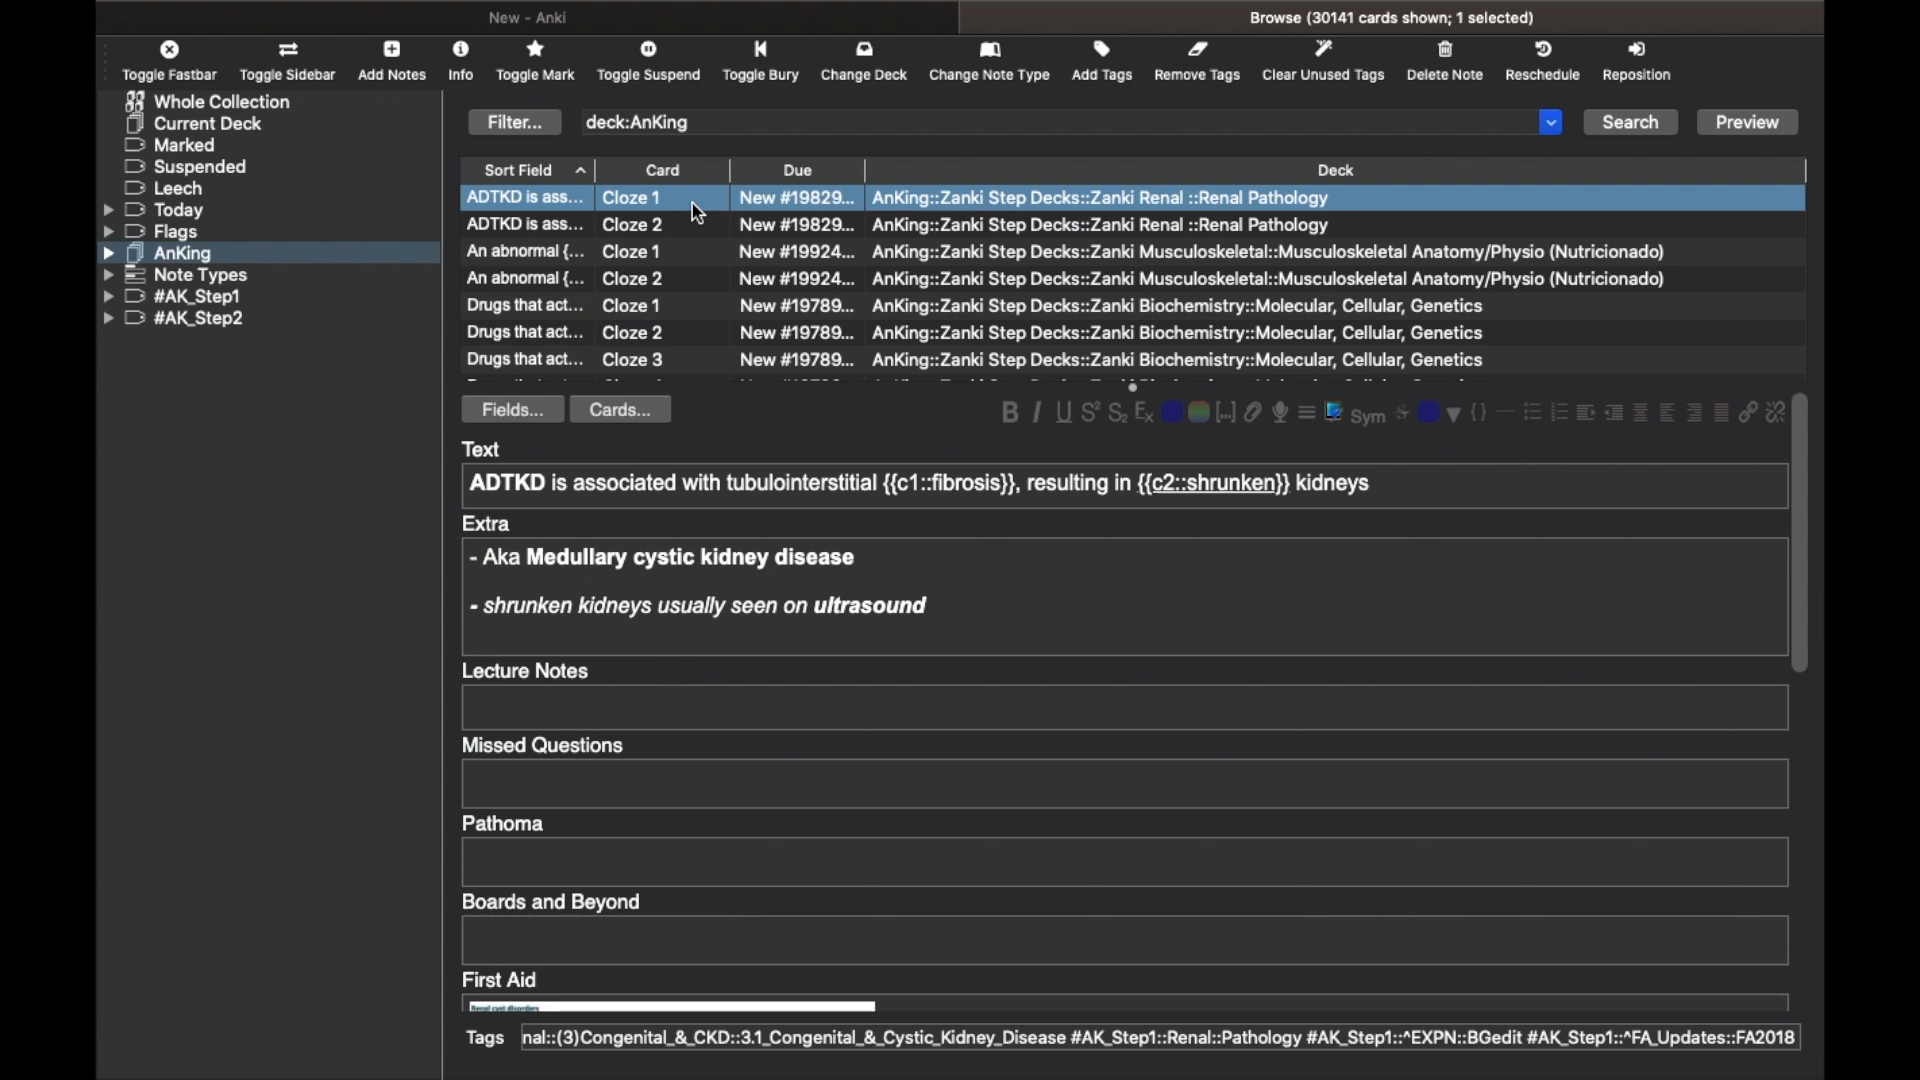 New - Anki
Browse (30141 cards shown; 1 selected)
Toggle Fastbar Toggle Sidebar Add Notes Info Toggle Mark Toggle Suspend Toggle Bury Change Deck Change Note Type Add Tags Remove Tags Clear Unused Tags Delete Note Reschedule Reposition
Whole Collection
Current Deck
Marked
Suspended
Leech
Today
Flags
AnKing
Note Types
#AK_Step1
#AK_Step2
Filter... deck:AnKing Search Preview
Sort Field Card Due Deck
ADTKD is ass... Cloze 1 New #19829... AnKing::Zanki Step Decks::Zanki Renal ::Renal Pathology
ADTKD is ass... Cloze 2 New #19829... AnKing::Zanki Step Decks::Zanki Renal ::Renal Pathology
An abnormal {... Cloze 1 New #19924... AnKing::Zanki Step Decks::Zanki Musculoskeletal::Musculoskeletal Anatomy/Physio (Nutricionado)
An abnormal {... Cloze 2 New #19924... AnKing::Zanki Step Decks::Zanki Musculoskeletal::Musculoskeletal Anatomy/Physio (Nutricionado)
Drugs that act... Cloze 1 New #19789... AnKing::Zanki Step Decks::Zanki Biochemistry::Molecular, Cellular, Genetics
Drugs that act... Cloze 2 New #19789... AnKing::Zanki Step Decks::Zanki Biochemistry::Molecular, Cellular, Genetics
Drugs that act... Cloze 3 New #19789... AnKing::Zanki Step Decks::Zanki Biochemistry::Molecular, Cellular, Genetics
Fields... Cards... B I U S² S₂ Ex [...] Sym S {}
Text
ADTKD is associated with tubulointerstitial {{c1::fibrosis}}, resulting in {{c2::shrunken}} kidneys
Extra
- Aka Medullary cystic kidney disease
- shrunken kidneys usually seen on ultrasound
Lecture Notes
Missed Questions
Pathoma
Boards and Beyond
First Aid
Renal cyst disorders
Tags nal::(3)Congenital_&_CKD::3.1_Congenital_&_Cystic_Kidney_Disease #AK_Step1::Renal::Pathology #AK_Step1::^EXPN::BGedit #AK_Step1::^FA_Updates::FA2018